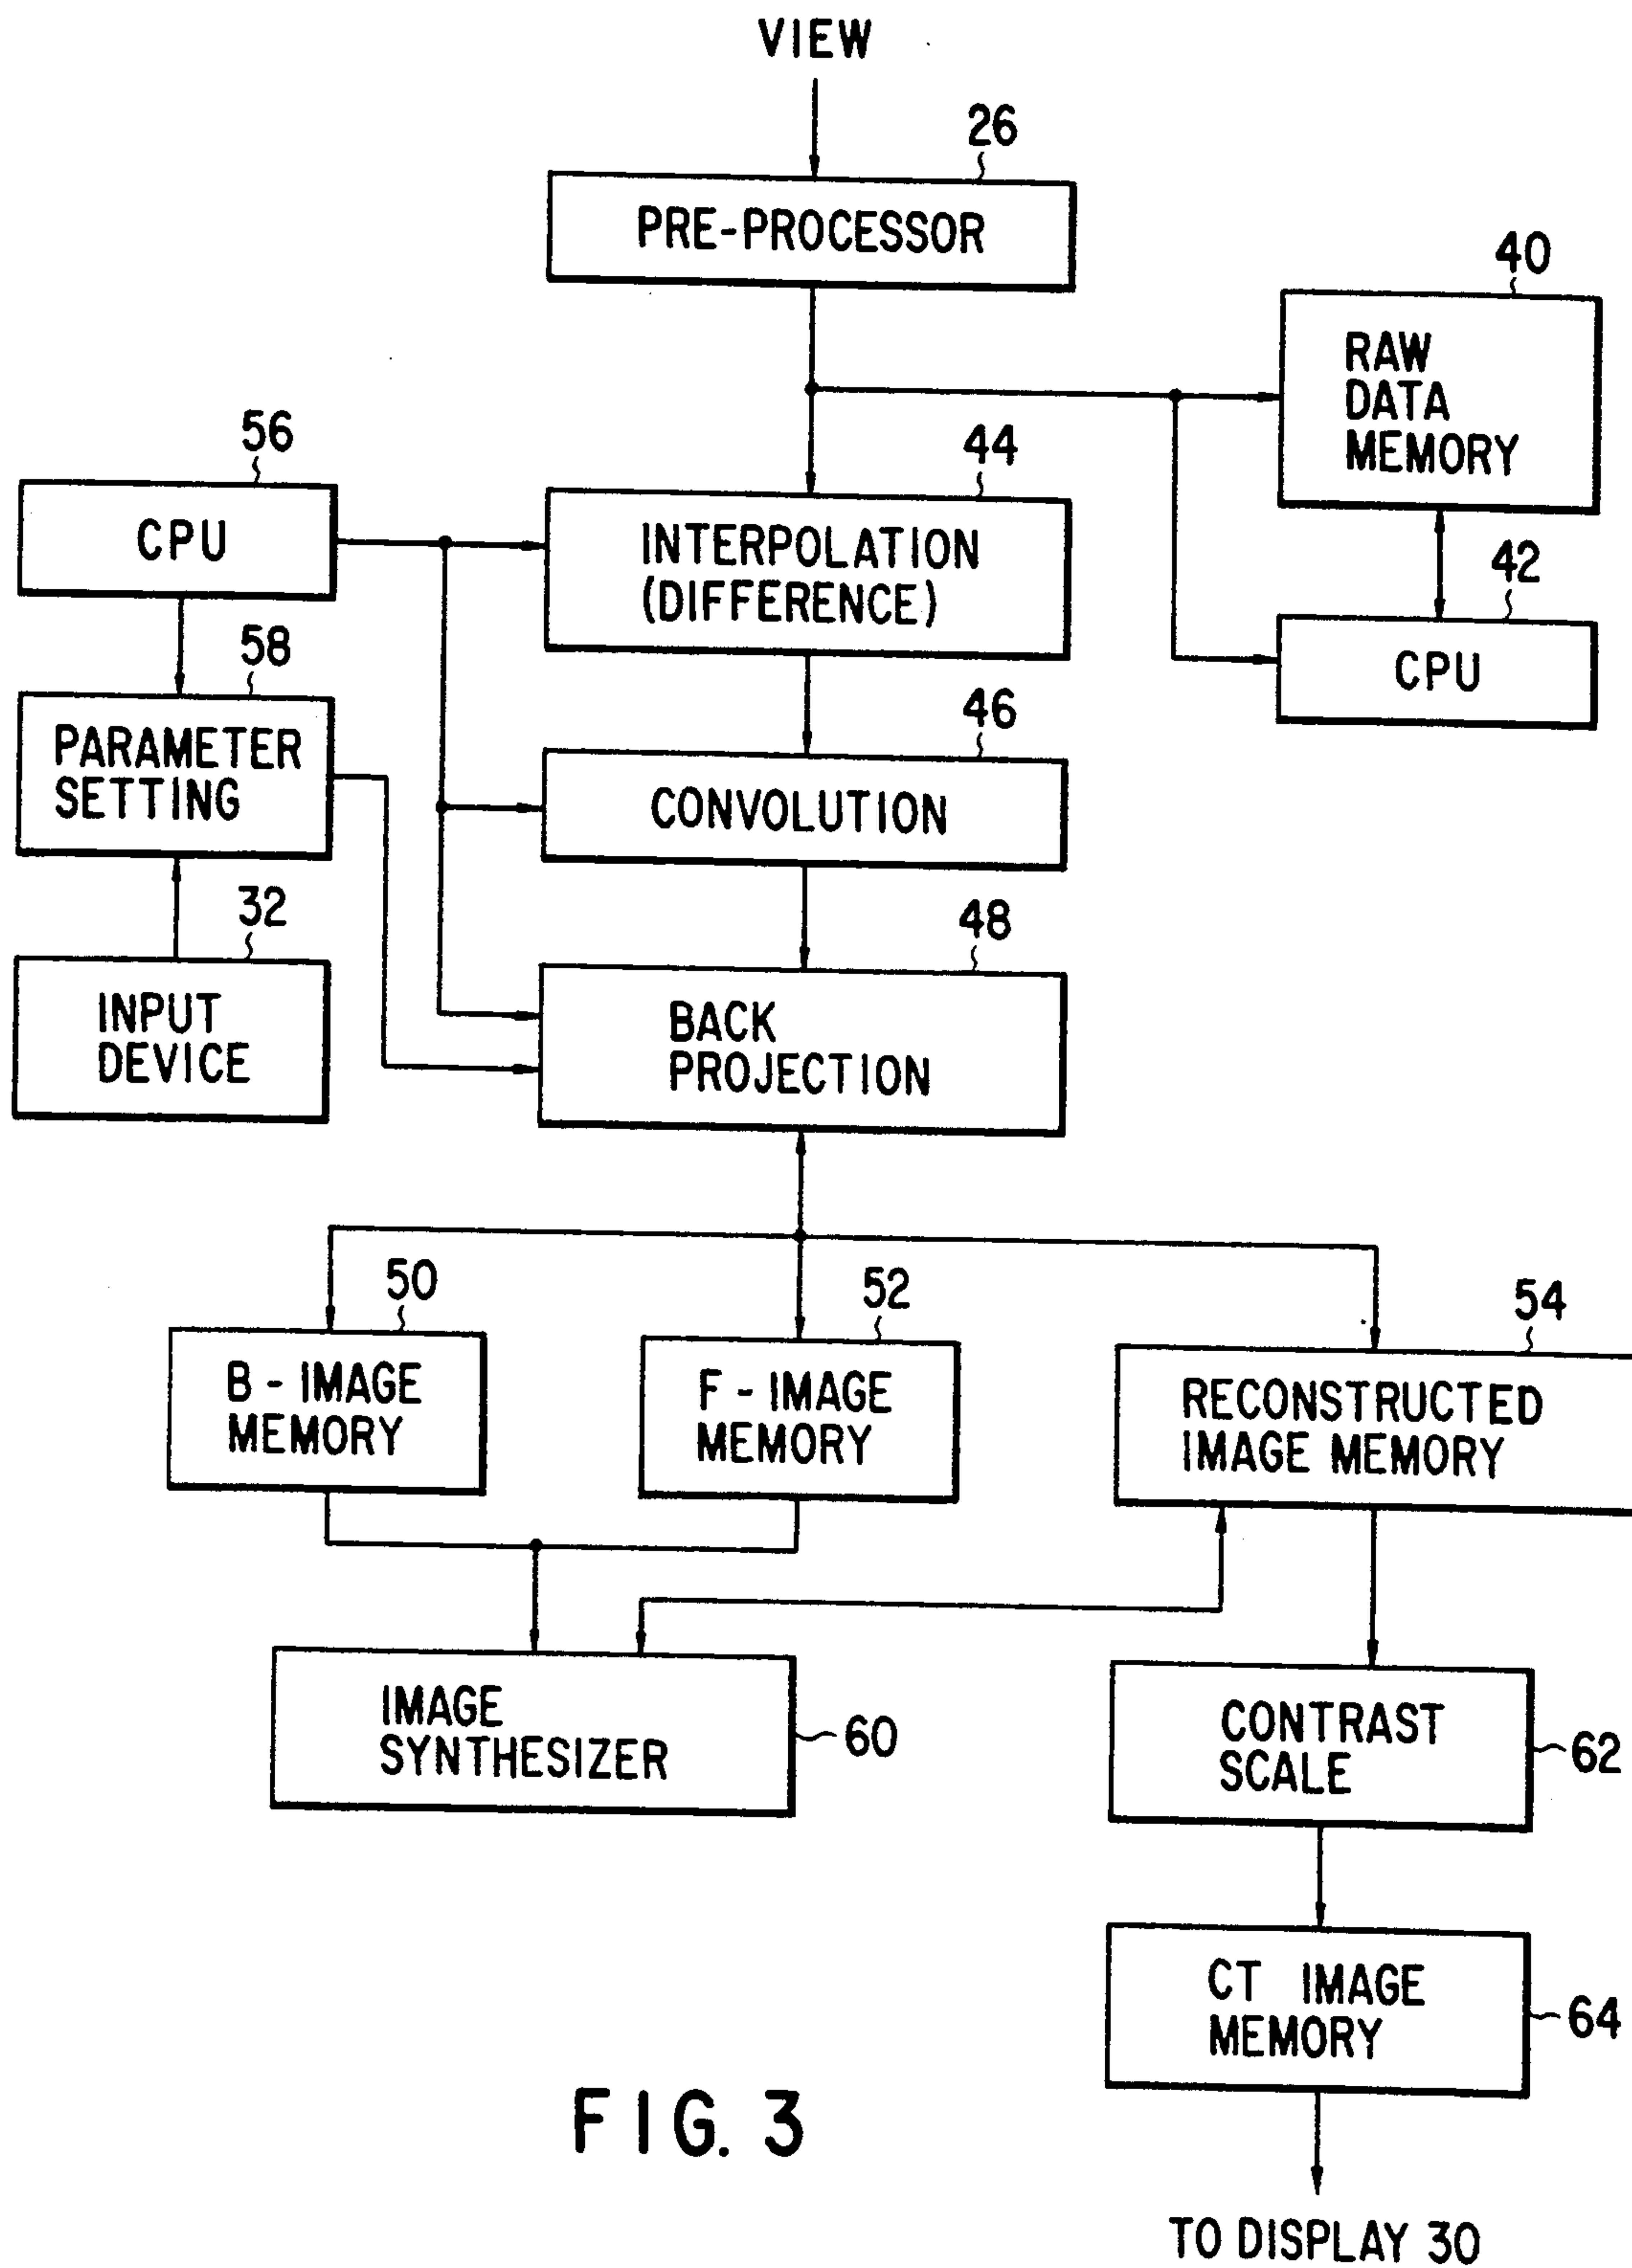 VIEW
26
PRE-PROCESSOR
40
RAW
DATA
MEMORY
56
CPU
44
INTERPOLATION
(DIFFERENCE)
42
CPU
58
PARAMETER
SETTING
46
CONVOLUTION
32
INPUT
DEVICE
48
BACK
PROJECTION
50
B - IMAGE
MEMORY
52
F - IMAGE
MEMORY
54
RECONSTRUCTED
IMAGE MEMORY
IMAGE
SYNTHESIZER
60
CONTRAST
SCALE
62
CT IMAGE
MEMORY
64
FIG. 3
TO DISPLAY 30